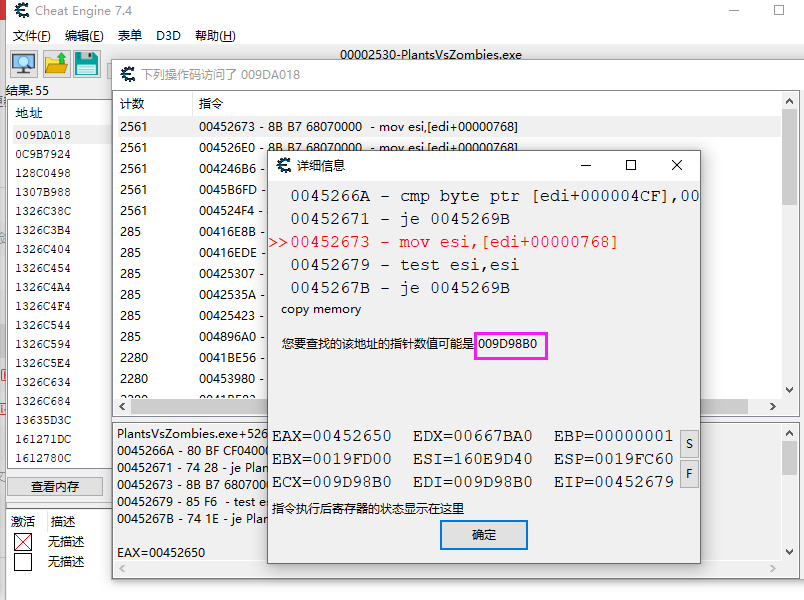 Cheat Engine 7.4
文件(F) 编辑(E) 表单 D3D 帮助(H)
00002530-PlantsVsZombies.exe
结果: 55
地址
009DA018
0C9B7924
128C0498
1307B988
1326C38C
1326C3B4
1326C404
1326C454
1326C4A4
1326C4F4
1326C544
1326C594
1326C5E4
1326C634
1326C684
13635D3C
161271DC
1612780C
查看内存
激活 描述
无描述
无描述
下列操作码访问了 009DA018
计数 指令
2561 00452673 - 8B B7 68070000 - mov esi,[edi+00000768]
2561 004526E0 - 8B B7 68070000 - mov esi,[edi+00000768]
2561 004246B6 -
2561 0045B6FD -
2561 004524F4 -
285 00416E8B -
285 00416EDE -
285 00425307 -
285 0042535A -
285 00425423 -
285 004896A0 -
2280 0041BE56 -
2280 00453980 -
PlantsVsZombies.exe+526
0045266A - 80 BF CF04000
00452671 - 74 28 - je Plan
00452673 - 8B B7 6807000
00452679 - 85 F6 - test es
0045267B - 74 1E - je Plan
EAX=00452650
详细信息
0045266A - cmp byte ptr [edi+000004CF],00
00452671 - je 0045269B
>>00452673 - mov esi,[edi+00000768]
00452679 - test esi,esi
0045267B - je 0045269B
copy memory
您要查找的该地址的指针数值可能是 009D98B0
EAX=00452650 EDX=00667BA0 EBP=00000001
EBX=0019FD00 ESI=160E9D40 ESP=0019FC60
ECX=009D98B0 EDI=009D98B0 EIP=00452679
S
F
指令执行后寄存器的状态显示在这里
确定